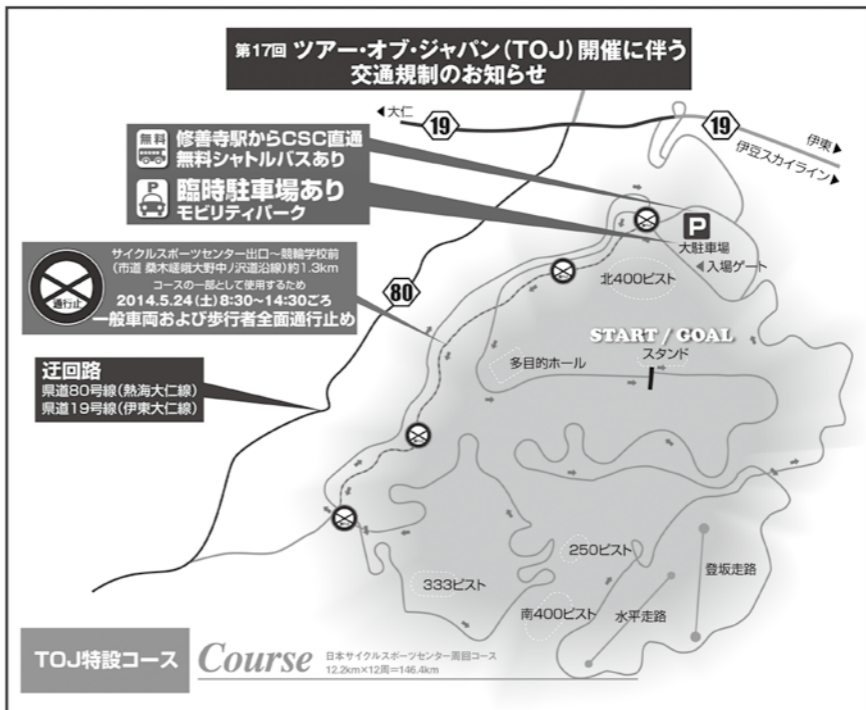 第17回 ツアー・オブ・ジャパン(TOJ)開催に伴う
交通規制のお知らせ
◀大仁
19
19
伊東▶
伊豆スカイライン▶
無料
修善寺駅からCSC直通
無料シャトルバスあり
P
臨時駐車場あり
モビリティパーク
P
大駐車場
◀入場ゲート
北400ピスト
通行止
サイクルスポーツセンター出口～競輪学校前
(市道 桑木嵯峨大野中ノ沢道沿線)約1.3km
コースの一部として使用するため
2014.5.24(土)8:30～14:30ごろ
一般車両および歩行者全面通行止め
80
START / GOAL
スタンド
多目的ホール
迂回路
県道80号線(熱海大仁線)
県道19号線(伊東大仁線)
250ピスト
333ピスト
南400ピスト
水平走路
登坂走路
TOJ特設コース
Course
日本サイクルスポーツセンター周回コース
12.2km×12周=146.4km